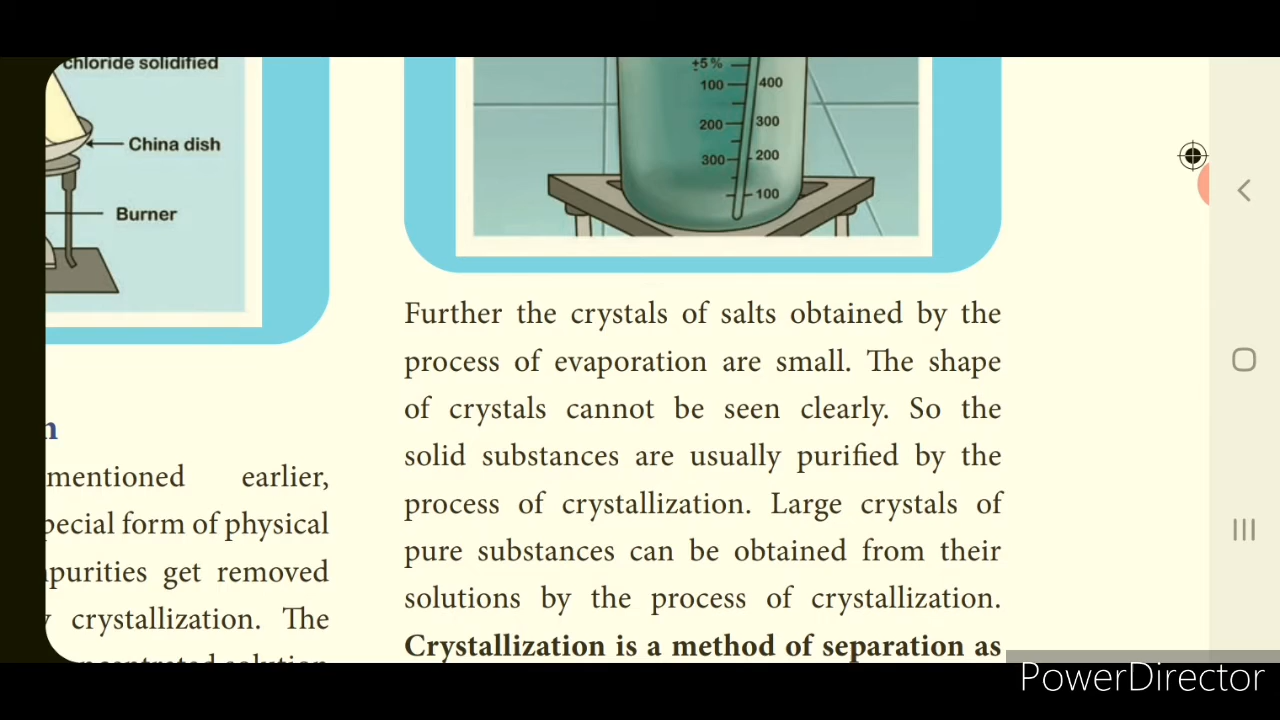 chloride solidified
China dish
Burner
mentioned earlier,
special form of physical
impurities get removed
crystallization. The
+5%
100
400
200
300
300
200
100
Further the crystals of salts obtained by the
process of evaporation are small. The shape
of crystals cannot be seen clearly. So the
solid substances are usually purified by the
process of crystallization. Large crystals of
pure substances can be obtained from their
solutions by the process of crystallization.
Crystallization is a method of separation as
PowerDirector